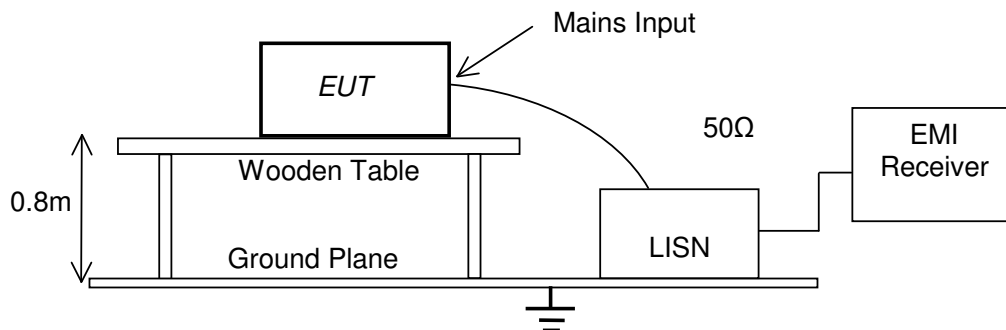 Mains Input
EUT
50Ω
EMI
Receiver
Wooden Table
0.8m
LISN
Ground Plane